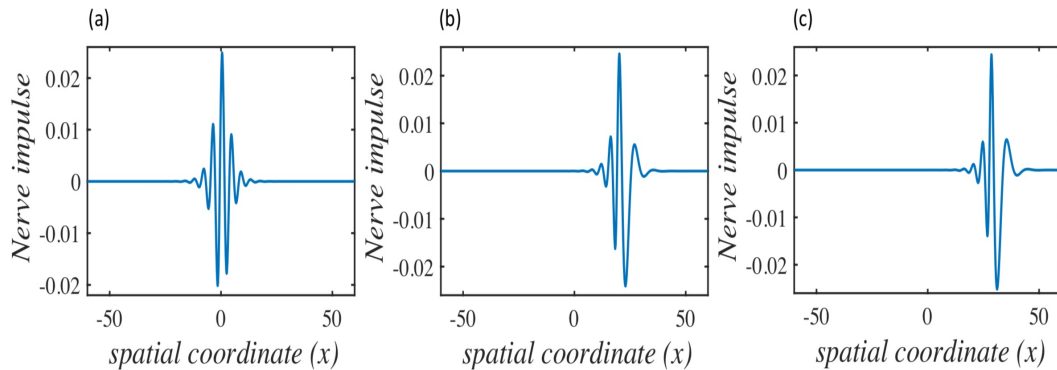 (a)
(b)
(c)
Nerve impulse
0.02
0.01
0
-0.01
-0.02
-50
0
50
spatial coordinate (x)
Nerve impulse
0.02
0.01
0
-0.01
-0.02
-50
0
50
spatial coordinate (x)
Nerve impulse
0.02
0.01
0
-0.01
-0.02
-50
0
50
spatial coordinate (x)